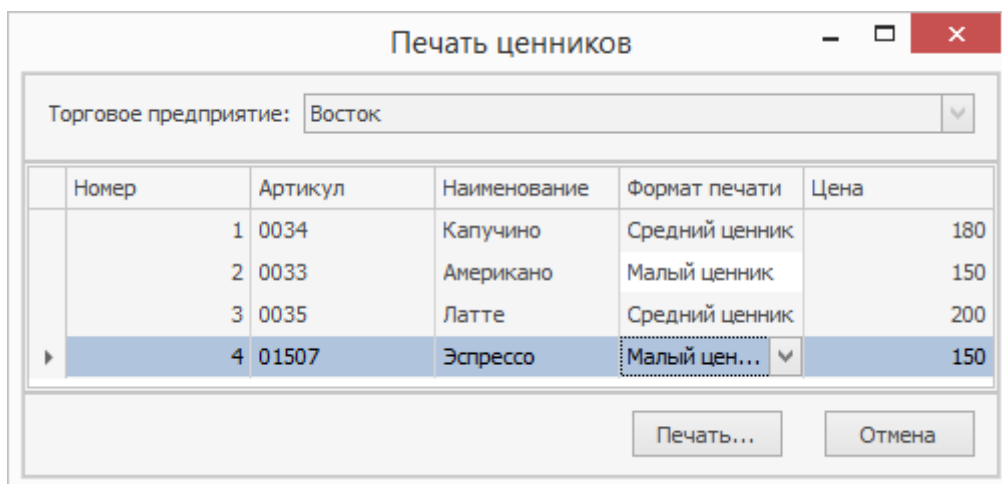 Печать ценников
Торговое предприятие: Восток
Номер Артикул Наименование Формат печати Цена
1 0034 Капучино Средний ценник 180
2 0033 Американо Малый ценник 150
3 0035 Латте Средний ценник 200
4 01507 Эспрессо Малый цен... 150
Печать... Отмена